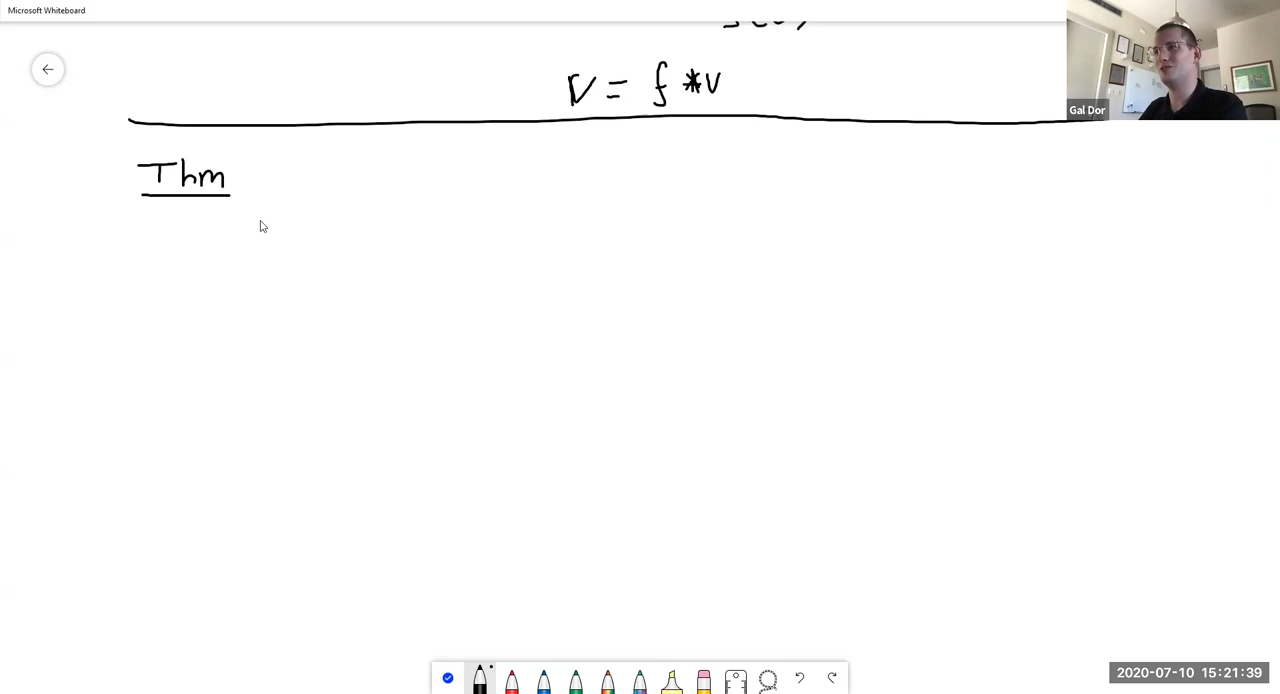 Microsoft Whiteboard
v = f * v
Gal Dor
Thm
2020-07-10 15:21:39